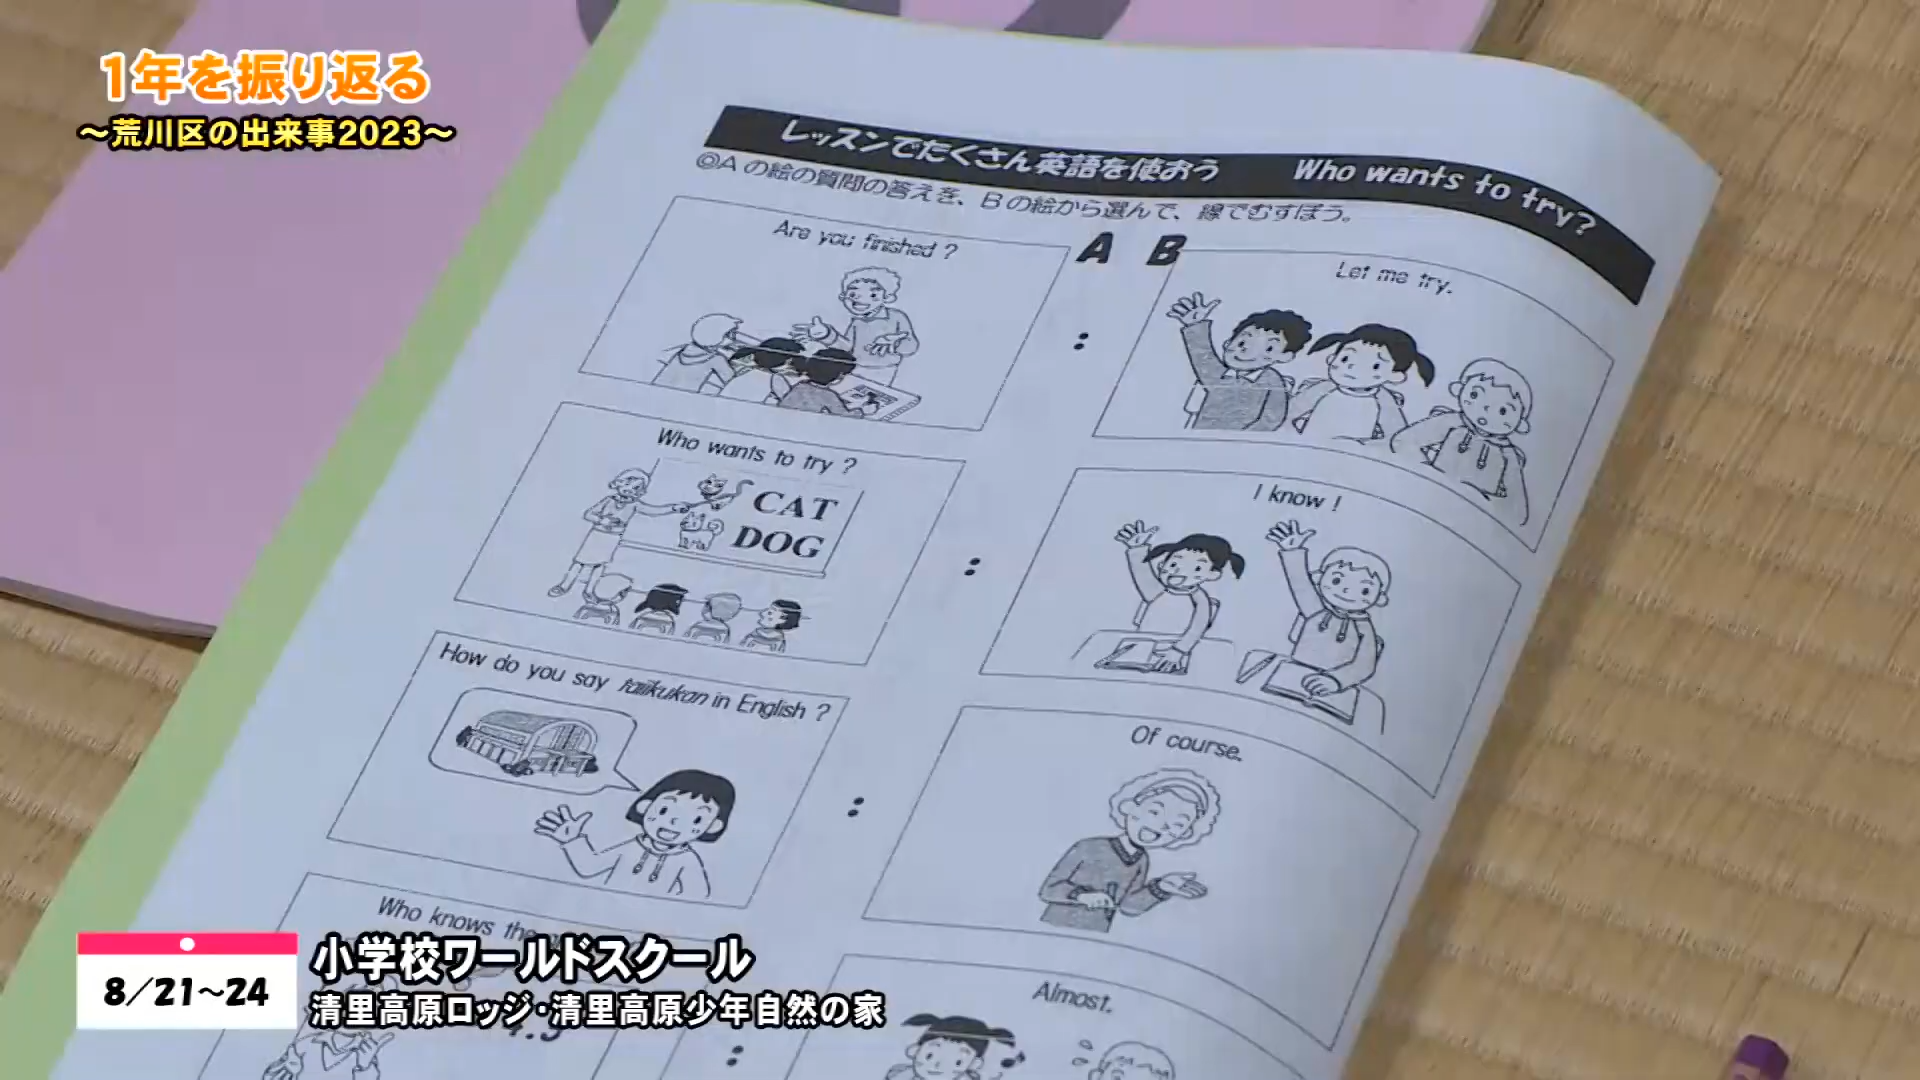 1年を振り返る
～荒川区の出来事2023～
レッスンでたくさん英語を使おう Who wants to try?
◎Aの絵の質問の答えを、Bの絵から選んで、線でむすぼう。
A B
Are you finished ?
Let me try.
Who wants to try ?
CAT
DOG
I know !
How do you say taiikukan in English ?
Of course.
Who knows the
Almost.
8/21～24
小学校ワールドスクール
清里高原ロッジ・清里高原少年自然の家